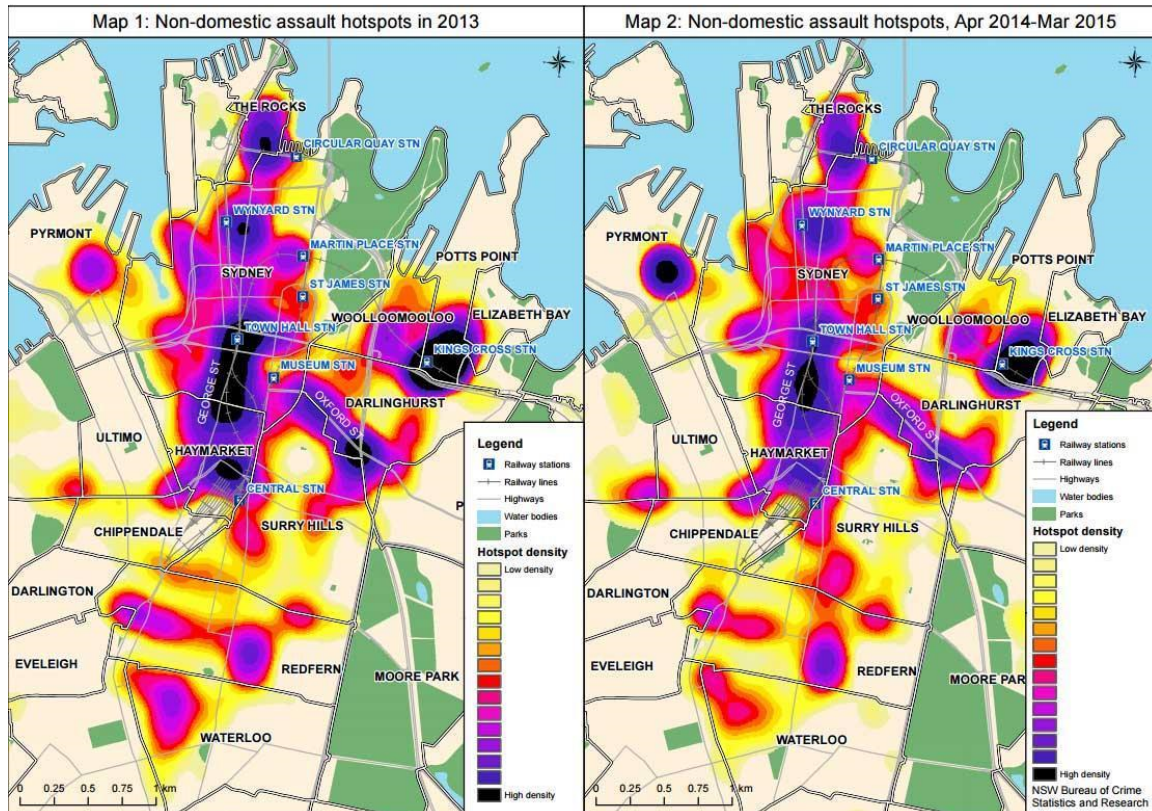 Map 1: Non-domestic assault hotspots in 2013
THE ROCKS
CIRCULAR QUAY STN
WYNYARD STN
PYRMONT
MARTIN PLACE STN
POTTS POINT
SYDNEY
ST JAMES STN
ELIZABETH BAY
WOOLLOOMOOLOO
TOWN HALL STN
KINGS CROSS STN
MUSEUM STN
GEORGE ST
OXFORD ST
DARLINGHURST
ULTIMO
HAYMARKET
CENTRAL STN
CHIPPENDALE
SURRY HILLS
DARLINGTON
EVELEIGH
REDFERN
MOORE PARK
WATERLOO
0 0.25 0.5 0.75 1 km
Legend
Railway stations
Railway lines
Highways
Water bodies
Parks
Hotspot density
Low density
High density
P
Map 2: Non-domestic assault hotspots, Apr 2014-Mar 2015
THE ROCKS
CIRCULAR QUAY STN
WYNYARD STN
PYRMONT
MARTIN PLACE STN
POTTS POINT
SYDNEY
ST JAMES STN
ELIZABETH BAY
WOOLLOOMOOLOO
TOWN HALL STN
KINGS CROSS STN
MUSEUM STN
GEORGE ST
OXFORD ST
DARLINGHURST
ULTIMO
HAYMARKET
CENTRAL STN
CHIPPENDALE
SURRY HILLS
DARLINGTON
EVELEIGH
REDFERN
MOORE PAR
WATERLOO
0 0.25 0.5 0.75 1 km
Legend
Railway stations
Railway lines
Highways
Water bodies
Parks
Hotspot density
Low density
High density
NSW Bureau of Crime
Statistics and Research